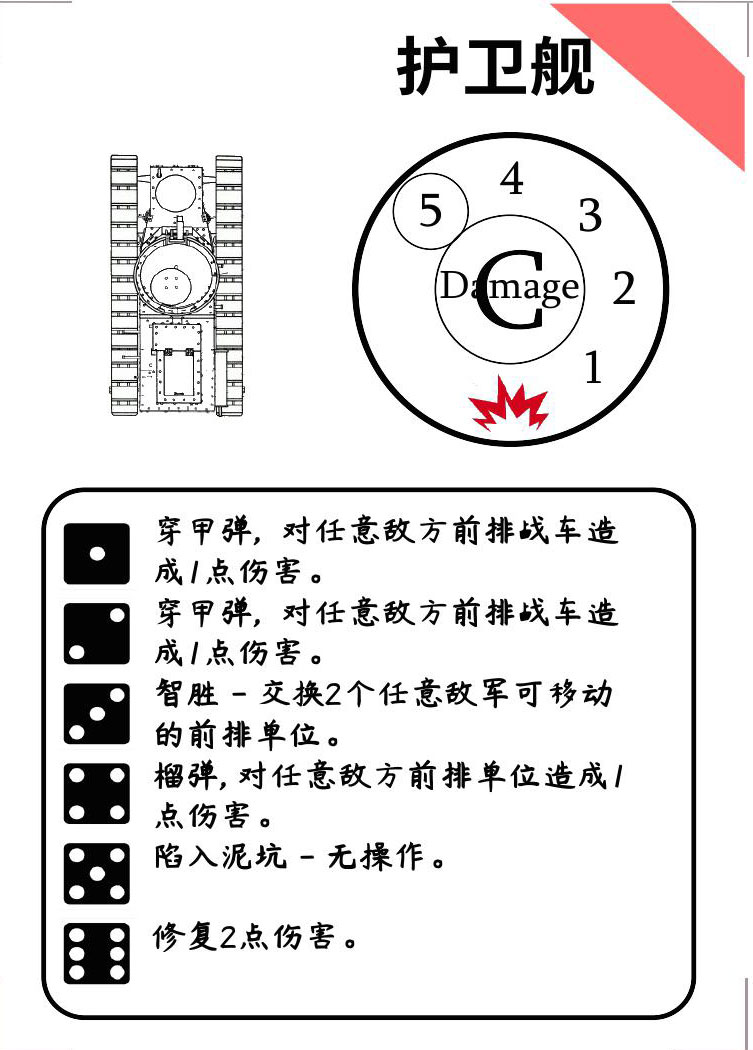 护卫舰
4
5
3
Damage
C
2
1
穿甲弹, 对任意敌方前排战车造
成1点伤害。
穿甲弹, 对任意敌方前排战车造
成1点伤害。
智胜 - 交换2个任意敌军可移动
的前排单位。
榴弹, 对任意敌方前排单位造成1
点伤害。
陷入泥坑 - 无操作。
修复2点伤害。